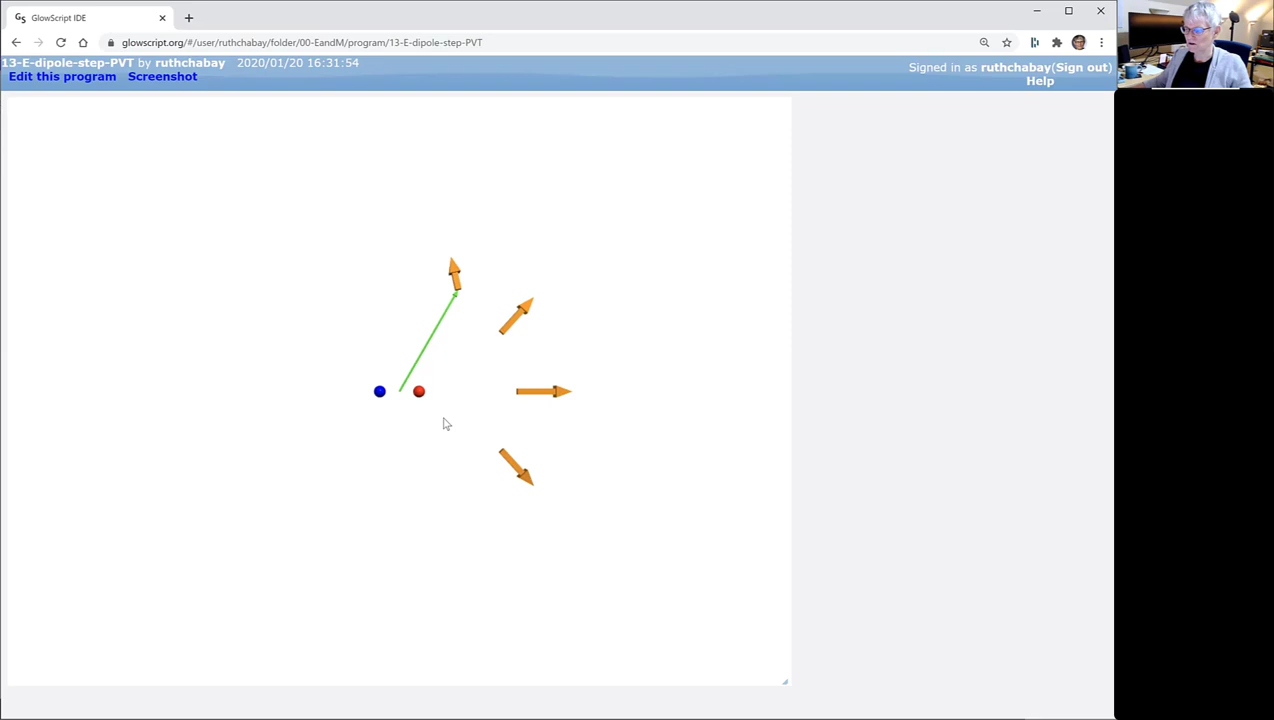 GlowScript IDE
glowscript.org/#/user/ruthchabay/folder/00-EandM/program/13-E-dipole-step-PVT
13-E-dipole-step-PVT by ruthchabay 2020/01/20 16:31:54
Signed in as ruthchabay(Sign out)
Edit this program Screenshot
Help